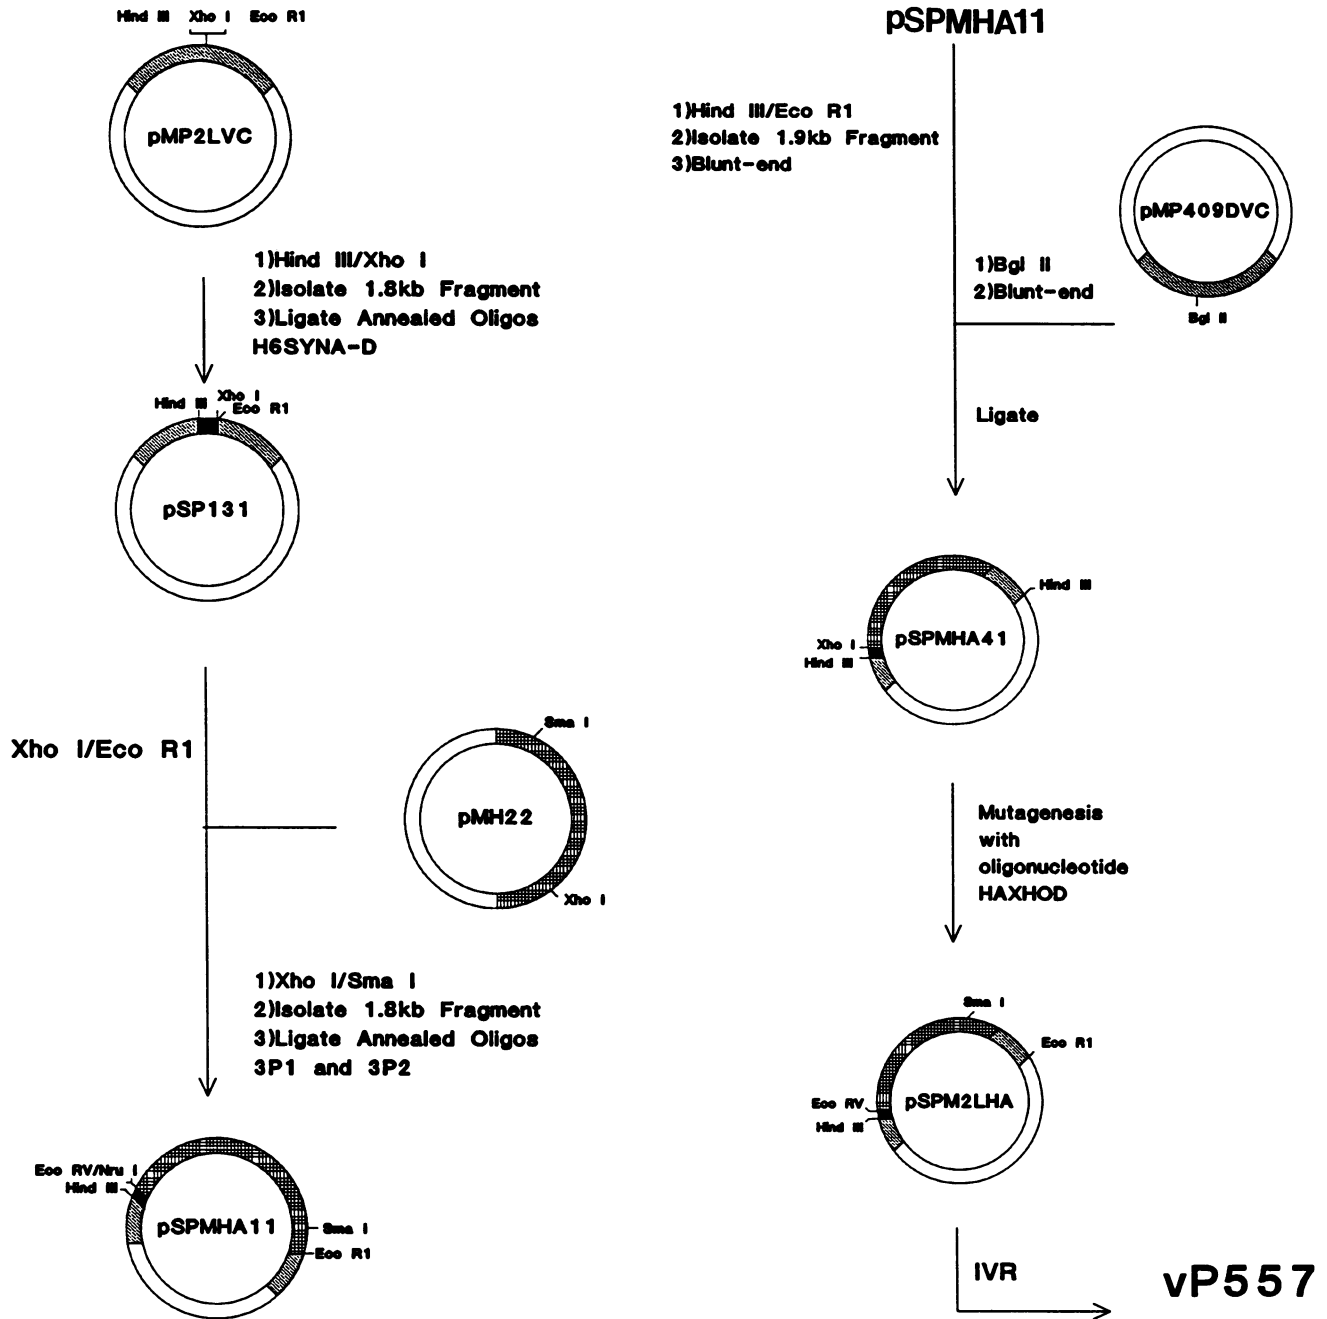 Hind III Xho I Eco R1
pMP2LVC
1)Hind III/Xho I
2)Isolate 1.8kb Fragment
3)Ligate Annealed Oligos
H6SYNA-D
Xho I
Hind III
Eco R1
pSP131
Xho I/Eco R1
Sma I
pMH22
Xho I
1)Xho I/Sma I
2)Isolate 1.8kb Fragment
3)Ligate Annealed Oligos
3P1 and 3P2
Eco RV/Nru I
Hind III
pSPMHA11
Sma I
Eco R1
pSPMHA11
1)Hind III/Eco R1
2)Isolate 1.9kb Fragment
3)Blunt-end
pMP409DVC
1)Bgl II
2)Blunt-end
Bgl II
Ligate
Hind III
pSPMHA41
Xho I
Hind III
Mutagenesis
with
oligonucleotide
HAXHOD
Sma I
Eco R1
pSPM2LHA
Eco RV
Hind III
IVR
vP557